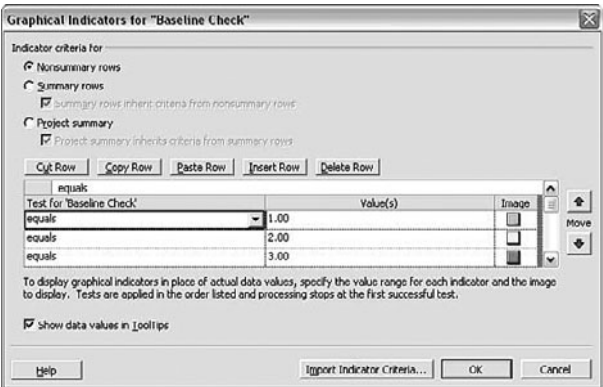 Graphical Indicators for "Baseline Check"
Indicator criteria for
Nonsummary rows
Summary rows
Summary rows inherit criteria from nonsummary rows
Project summary
Project summary inherits criteria from summary rows
Cut Row Copy Row Paste Row Insert Row Delete Row
equals
Test for 'Baseline Check' Value(s) Image
equals 1.00
Move
equals 2.00
equals 3.00
To display graphical indicators in place of actual data values, specify the value range for each indicator and the image
to display. Tests are applied in the order listed and processing stops at the first successful test.
Show data values in ToolTips
Help Import Indicator Criteria... OK Cancel